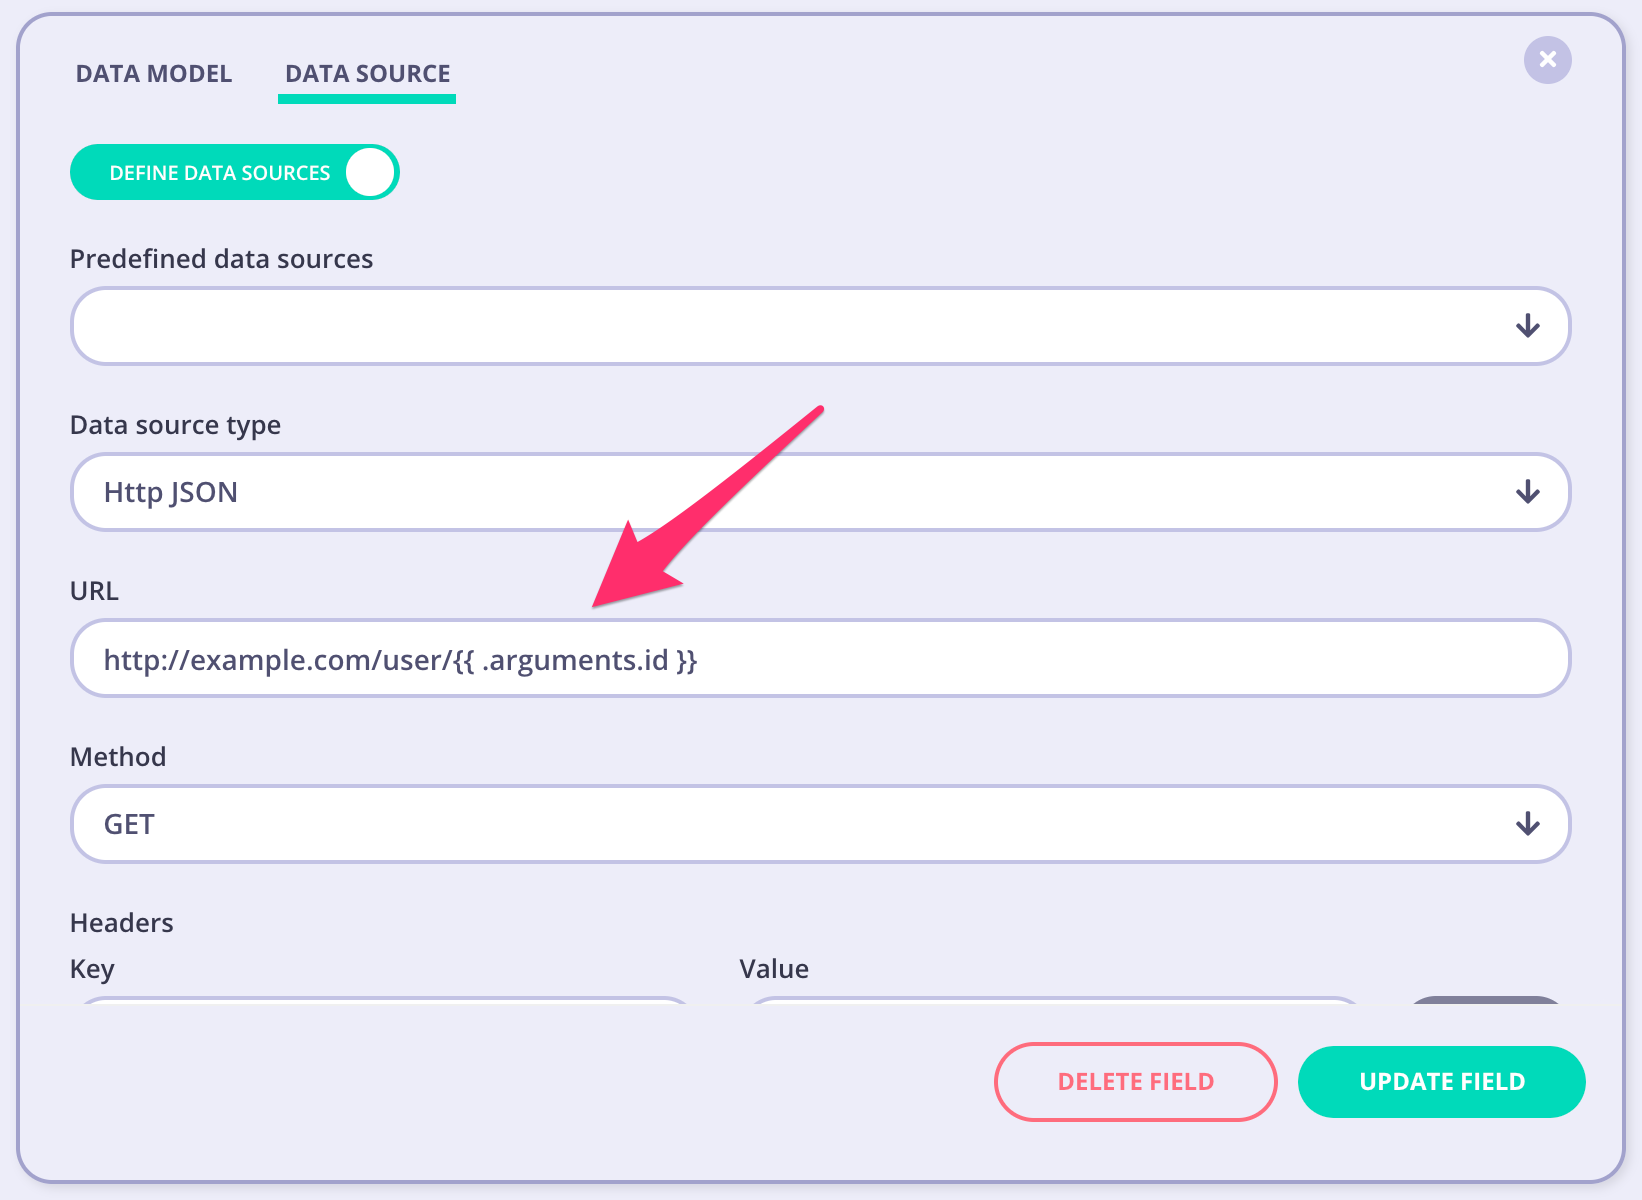 DATA MODEL DATA SOURCE
DEFINE DATA SOURCES
Predefined data sources
Data source type
Http JSON
URL
http://example.com/user/{{ .arguments.id }}
Method
GET
Headers
Key Value
DELETE FIELD UPDATE FIELD